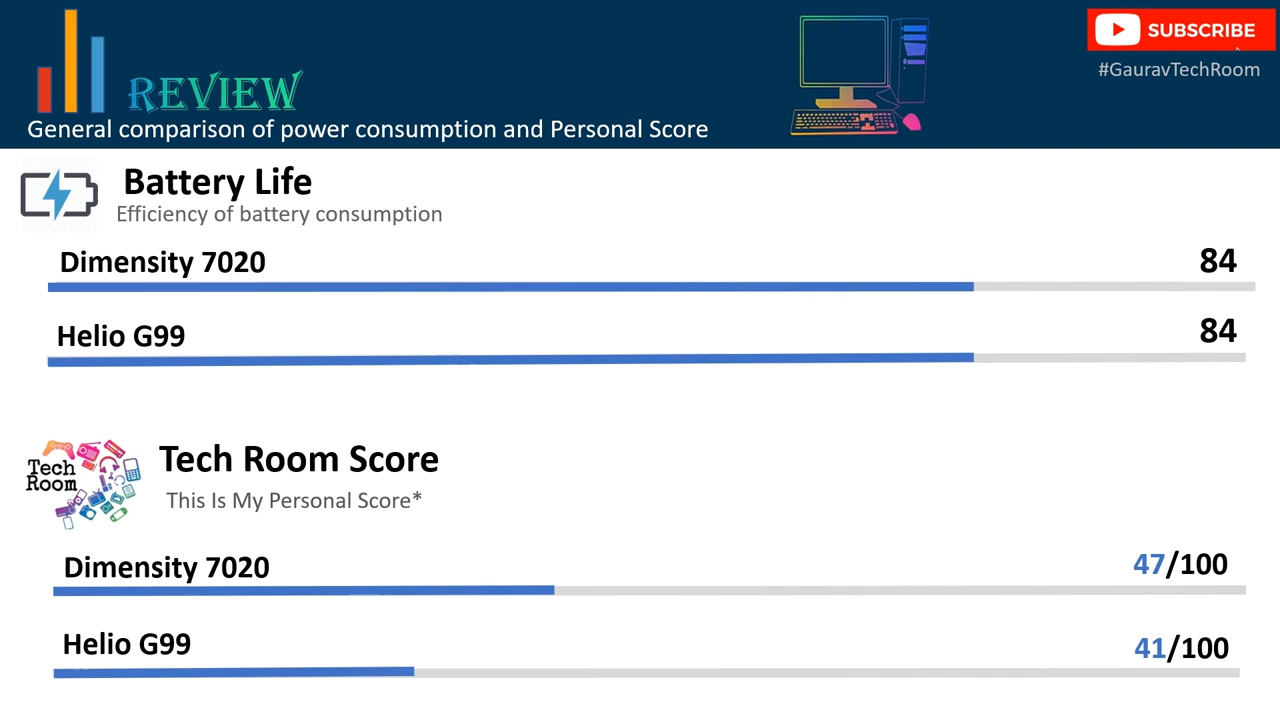 SUBSCRIBE
#GauravTechRoom
REVIEW
General comparison of power consumption and Personal Score
Battery Life
Efficiency of battery consumption
Dimensity 7020
84
Helio G99
84
Tech
Room
Tech Room Score
This Is My Personal Score*
Dimensity 7020
47/100
Helio G99
41/100